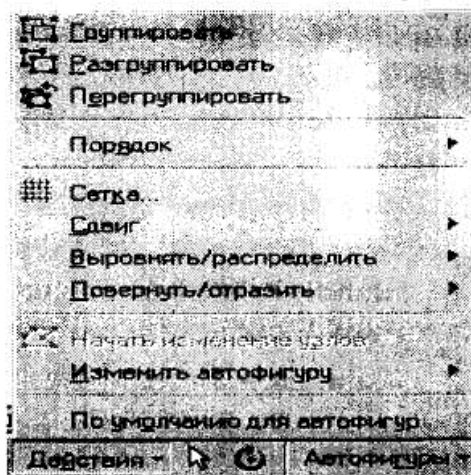 Группировать
Разгруппировать
Перегруппировать
Порядок
Сетка...
Сдвиг
Выровнять/распределить
Повернуть/отразить
Начать изменение узлов
Изменить автофигуру
По умолчанию для автофигур
Действия Автофигуры